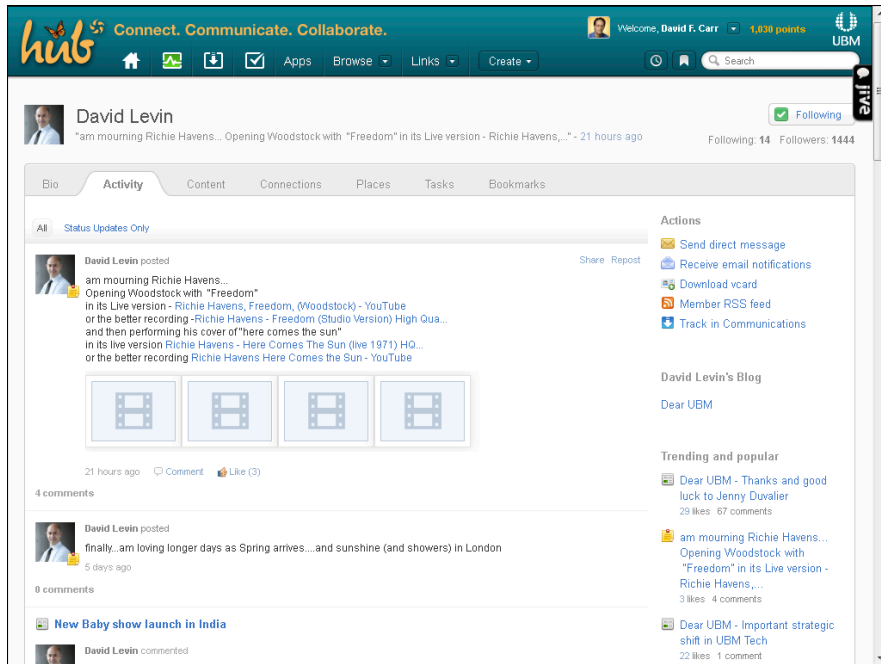 hub
Connect. Communicate. Collaborate.
Welcome, David F. Carr 1,030 points
UBM
Apps Browse Links Create Search
jive
David Levin
"am mourning Richie Havens... Opening Woodstock with "Freedom" in its Live version - Richie Havens,..." - 21 hours ago
Following
Following: 14 Followers: 1444
Bio Activity Content Connections Places Tasks Bookmarks
All Status Updates Only
David Levin posted
Share Repost
am mourning Richie Havens...
Opening Woodstock with "Freedom"
in its Live version - Richie Havens, Freedom, (Woodstock) - YouTube
or the better recording -Richie Havens - Freedom (Studio Version) High Qua...
and then performing his cover of "here comes the sun"
in its live version Richie Havens - Here Comes The Sun (live 1971) HQ...
or the better recording Richie Havens Here Comes the Sun - YouTube
21 hours ago Comment Like (3)
4 comments
David Levin posted
finally...am loving longer days as Spring arrives....and sunshine (and showers) in London
5 days ago
0 comments
New Baby show launch in India
David Levin commented
Actions
Send direct message
Receive email notifications
Download vcard
Member RSS feed
Track in Communications
David Levin's Blog
Dear UBM
Trending and popular
Dear UBM - Thanks and good
luck to Jenny Duvalier
29 likes 67 comments
am mourning Richie Havens...
Opening Woodstock with
"Freedom" in its Live version -
Richie Havens,...
3 likes 4 comments
Dear UBM - Important strategic
shift in UBM Tech
22 likes 1 comment